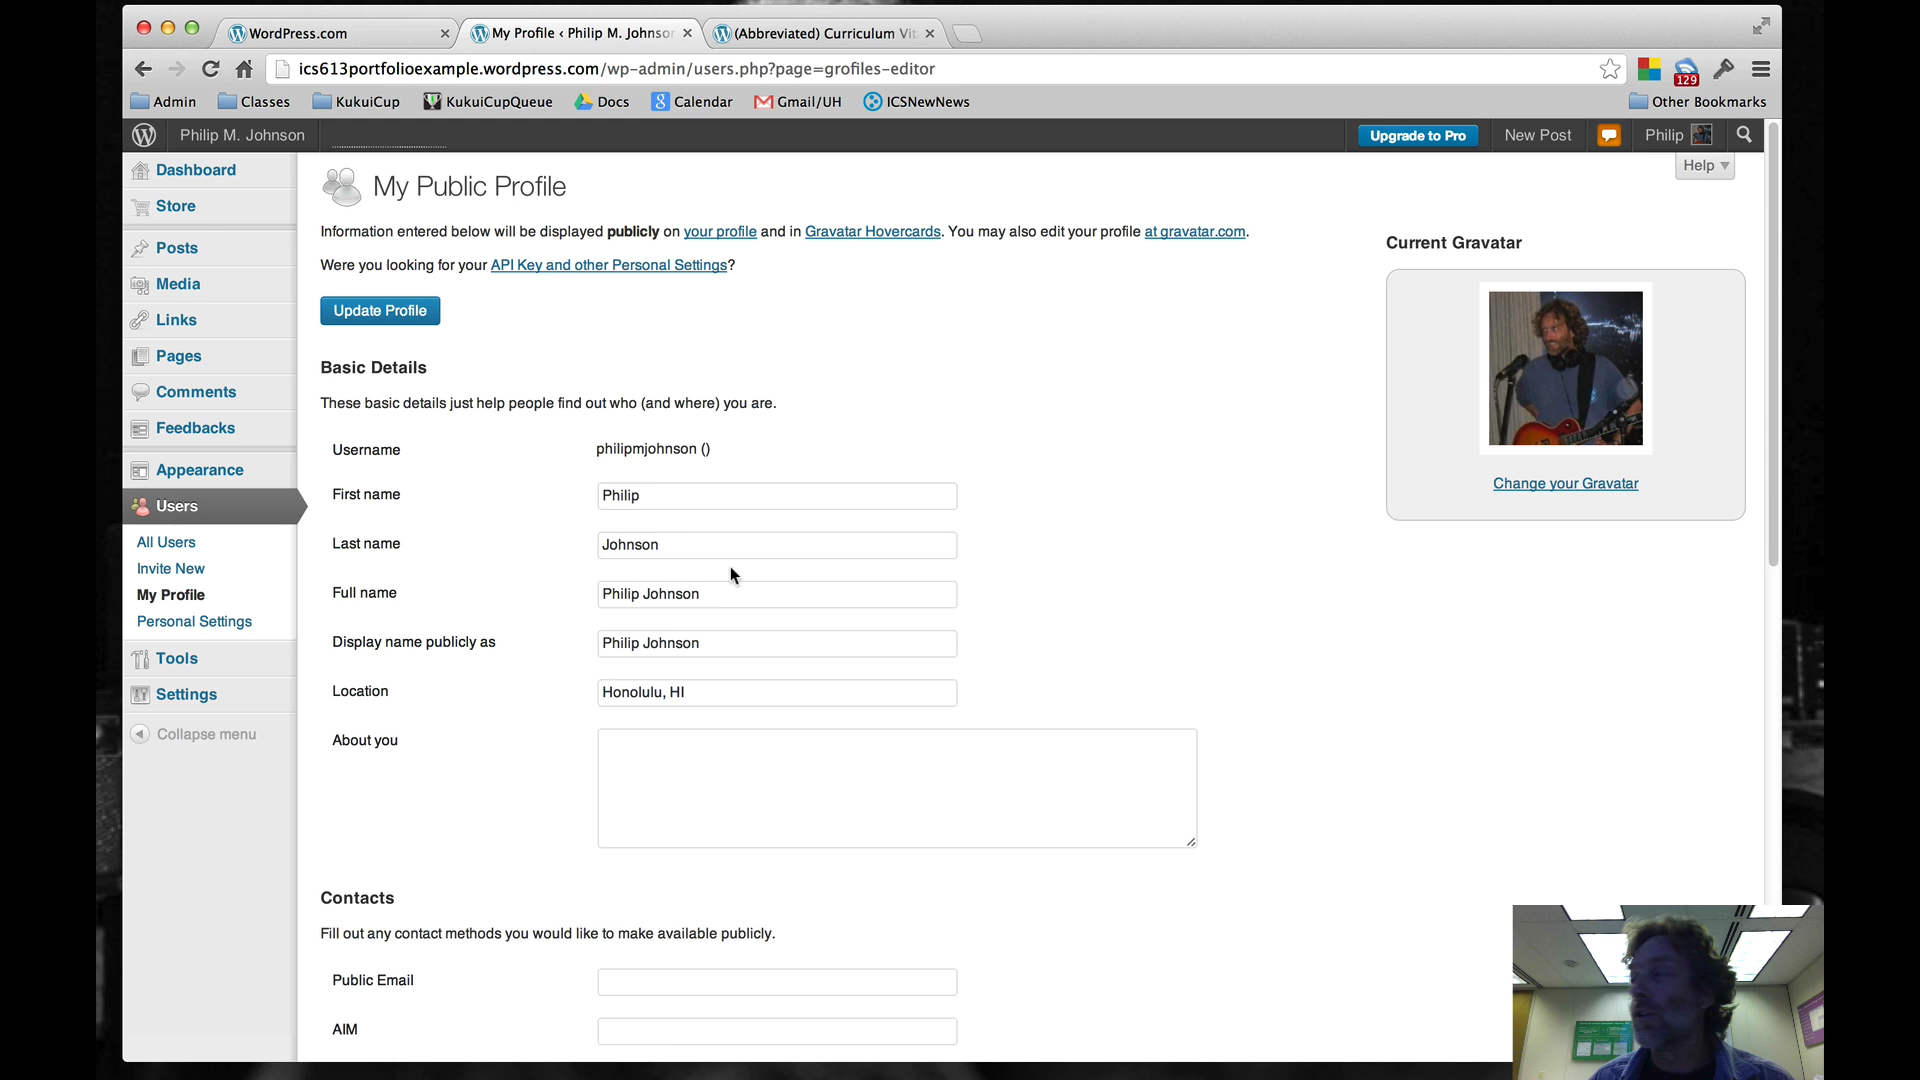 WordPress.com
My Profile ‹ Philip M. Johnson
(Abbreviated) Curriculum Vit
ics613portfolioexample.wordpress.com/wp-admin/users.php?page=grofiles-editor
129
Admin
Classes
KukuiCup
KukuiCupQueue
Docs
8 Calendar
Gmail/UH
ICSNewNews
Other Bookmarks
Philip M. Johnson
Upgrade to Pro
New Post
Philip
Help
Dashboard
Store
Posts
Media
Links
Pages
Comments
Feedbacks
Appearance
Users
All Users
Invite New
My Profile
Personal Settings
Tools
Settings
Collapse menu
My Public Profile
Information entered below will be displayed publicly on your profile and in Gravatar Hovercards. You may also edit your profile at gravatar.com.
Were you looking for your API Key and other Personal Settings?
Update Profile
Basic Details
These basic details just help people find out who (and where) you are.
Username philipmjohnson ()
First name Philip
Last name Johnson
Full name Philip Johnson
Display name publicly as Philip Johnson
Location Honolulu, HI
About you
Contacts
Fill out any contact methods you would like to make available publicly.
Public Email
AIM
Current Gravatar
Change your Gravatar